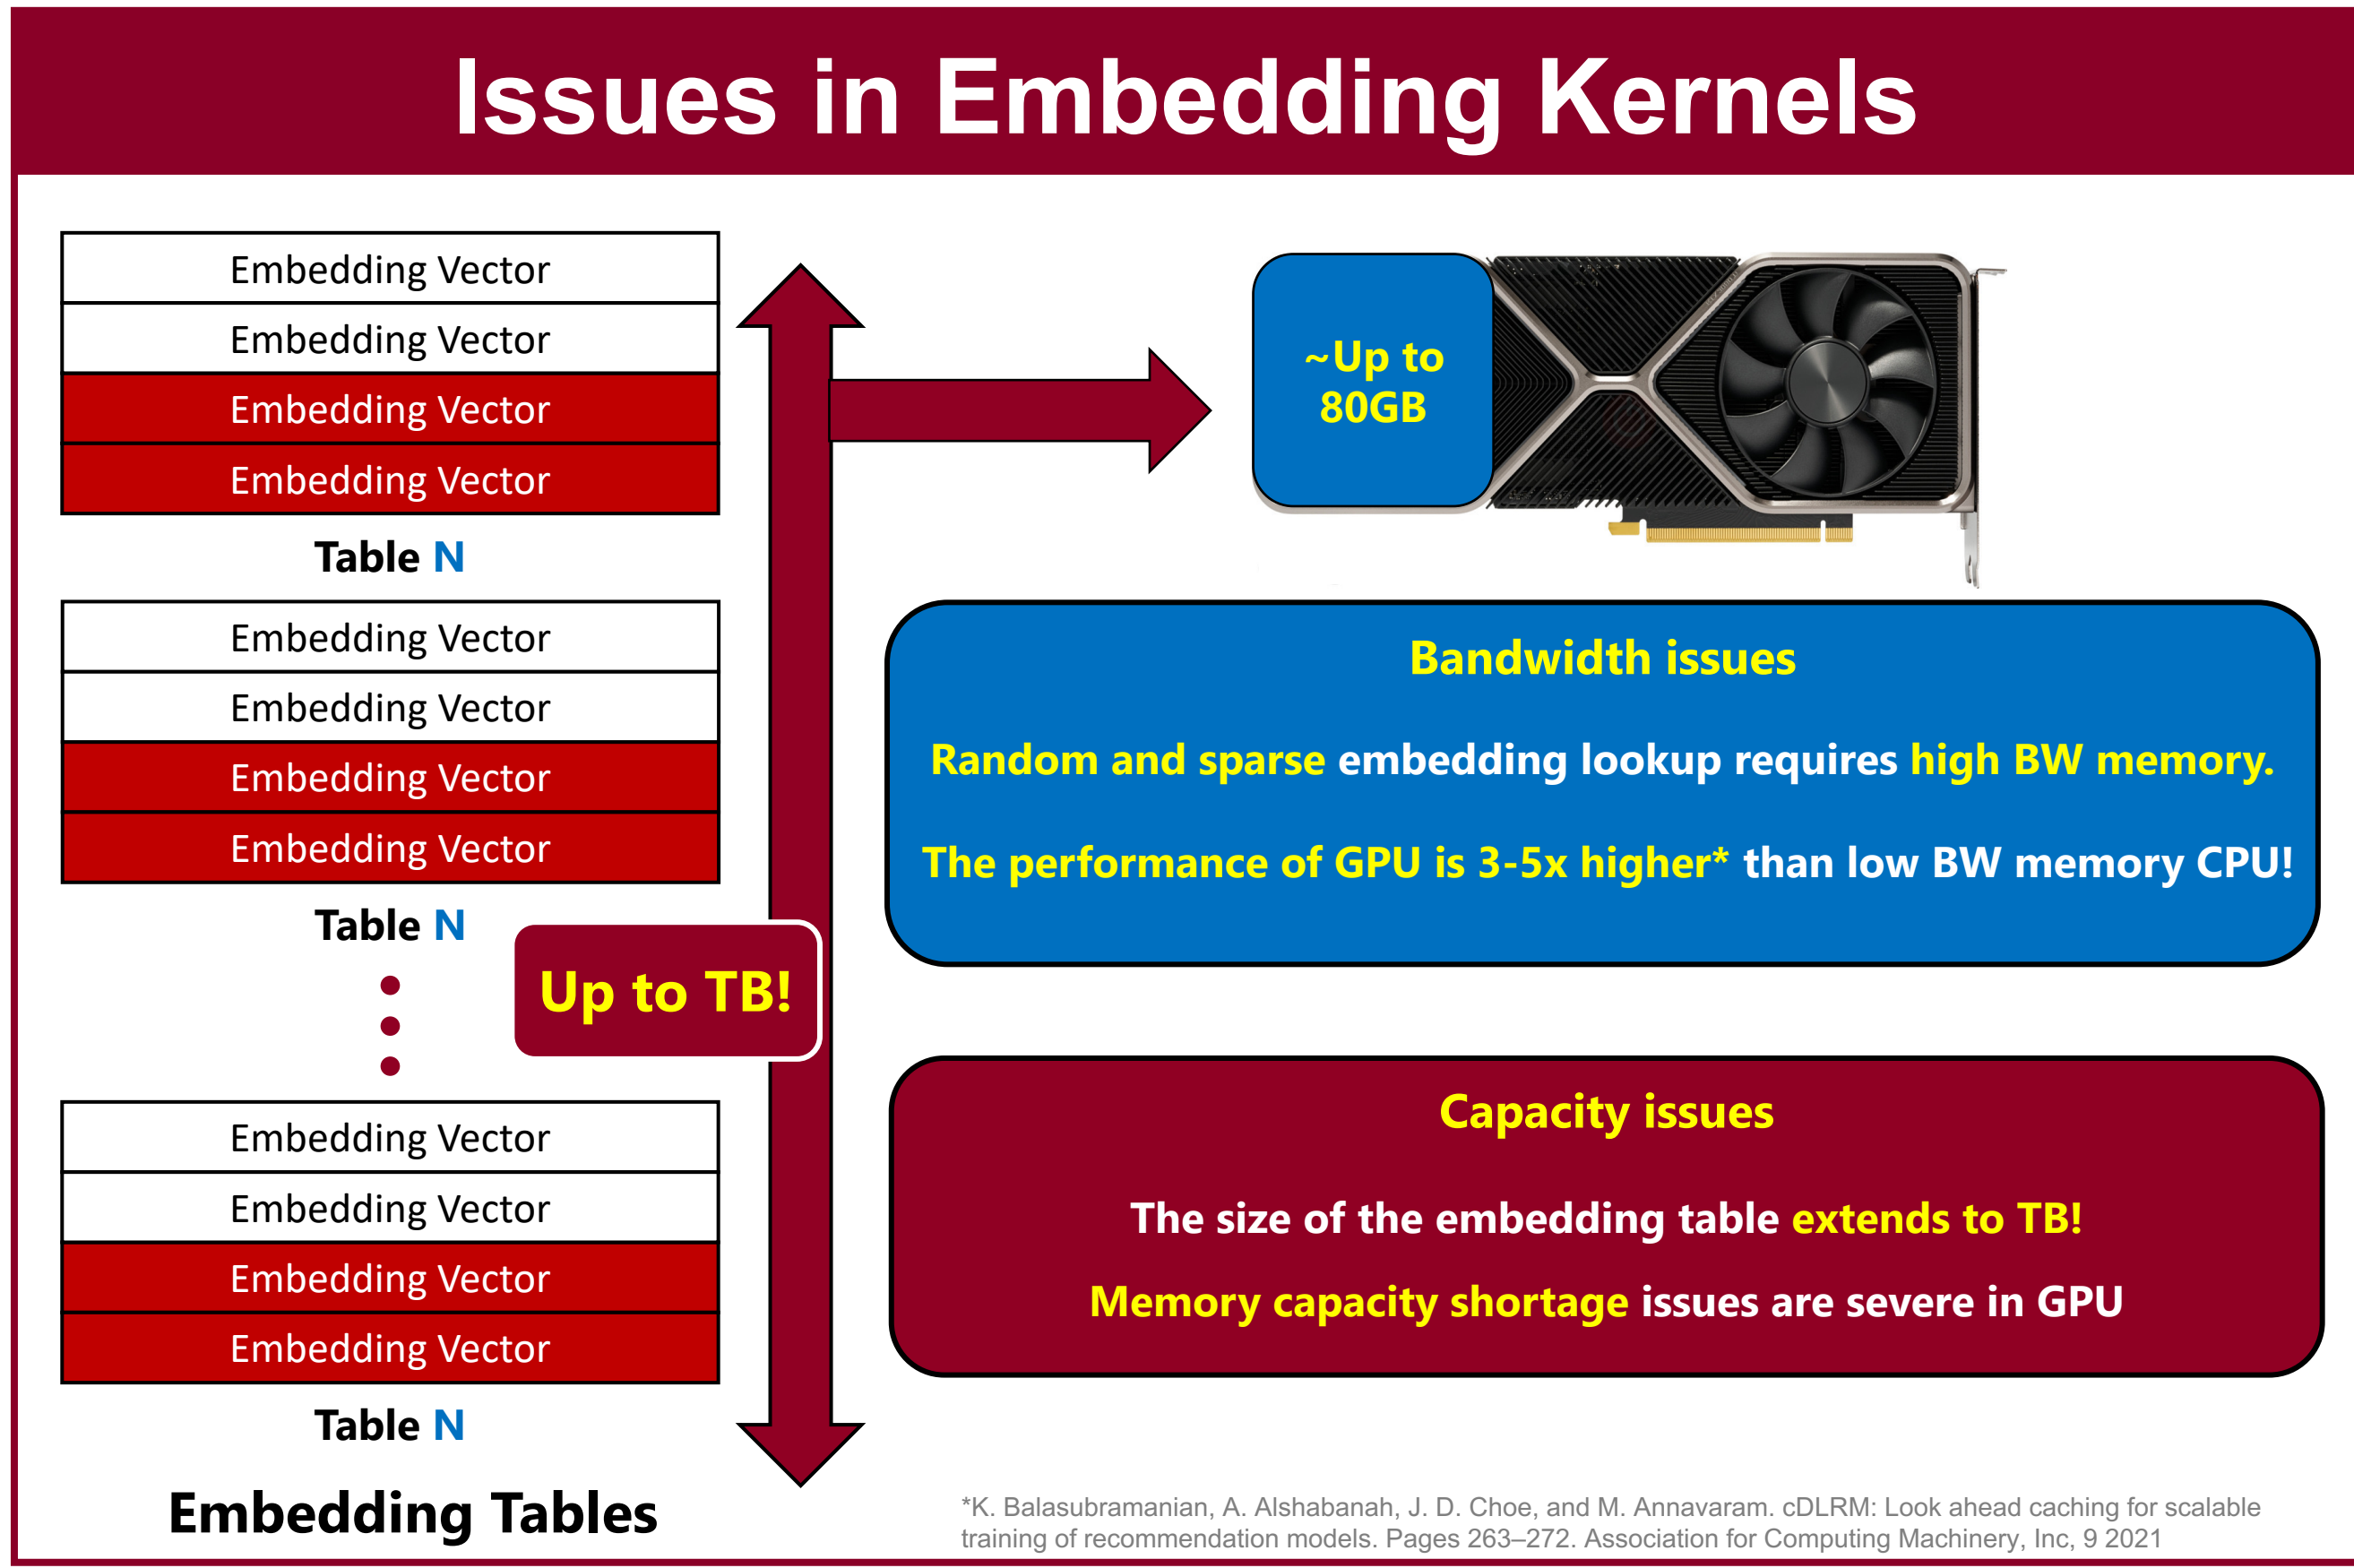 Issues in Embedding Kernels
Embedding Vector
Embedding Vector
Embedding Vector
Embedding Vector
Table N
Embedding Vector
Embedding Vector
Embedding Vector
Embedding Vector
Table N
Up to TB!
Embedding Vector
Embedding Vector
Embedding Vector
Embedding Vector
Table N
Embedding Tables
~Up to
80GB
Bandwidth issues
Random and sparse embedding lookup requires high BW memory.
The performance of GPU is 3-5x higher* than low BW memory CPU!
Capacity issues
The size of the embedding table extends to TB!
Memory capacity shortage issues are severe in GPU
*K. Balasubramanian, A. Alshabanah, J. D. Choe, and M. Annavaram. cDLRM: Look ahead caching for scalable
training of recommendation models. Pages 263–272. Association for Computing Machinery, Inc, 9 2021